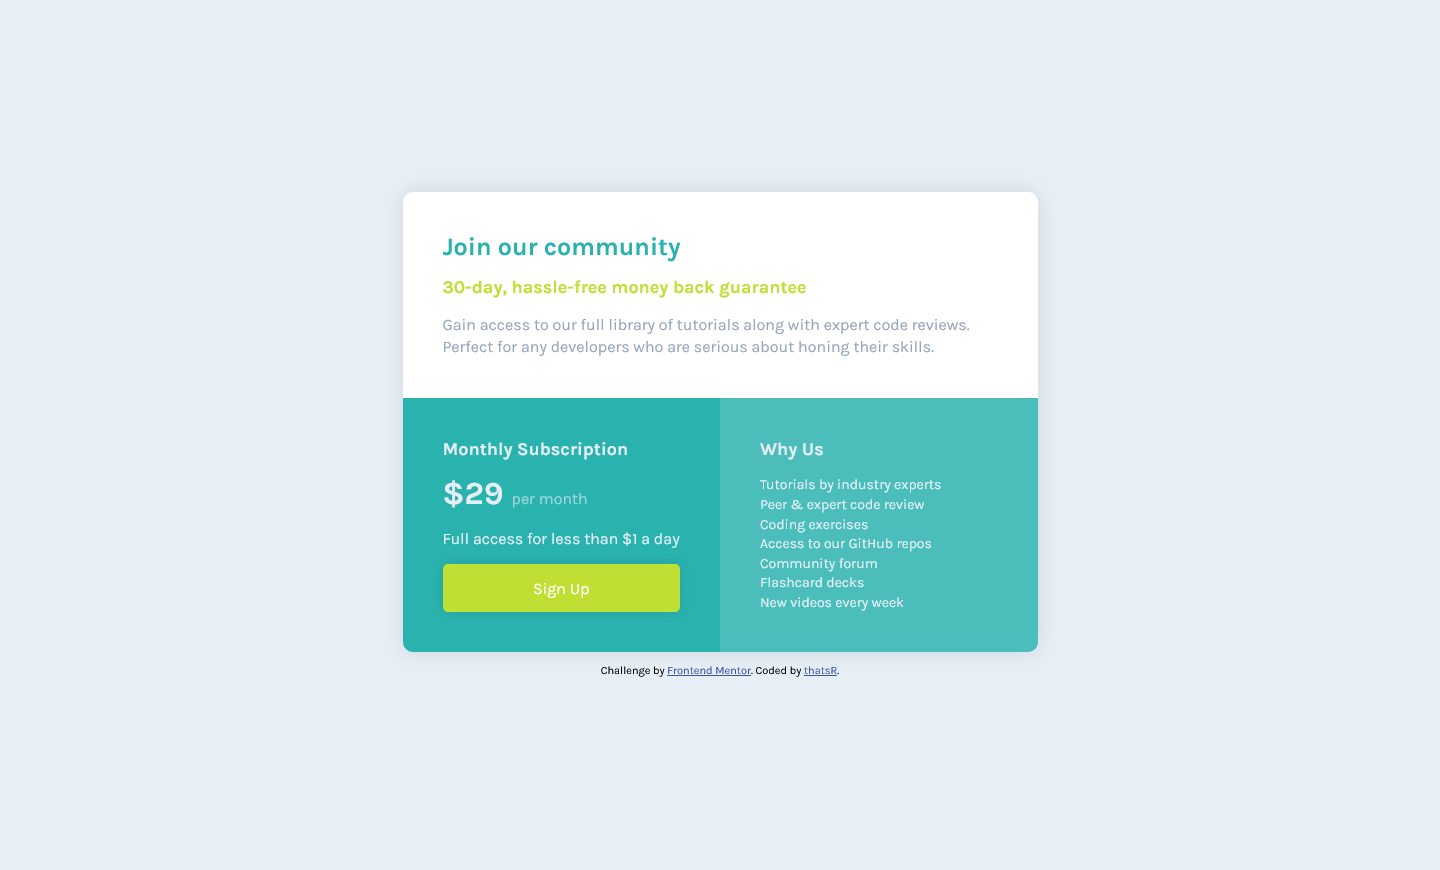 Join our community
30-day, hassle-free money back guarantee
Gain access to our full library of tutorials along with expert code reviews.
Perfect for any developers who are serious about honing their skills.
Monthly Subscription
$29 per month
Full access for less than $1 a day
Sign Up
Why Us
Tutorials by industry experts
Peer & expert code review
Coding exercises
Access to our GitHub repos
Community forum
Flashcard decks
New videos every week
Challenge by Frontend Mentor. Coded by thatsR.